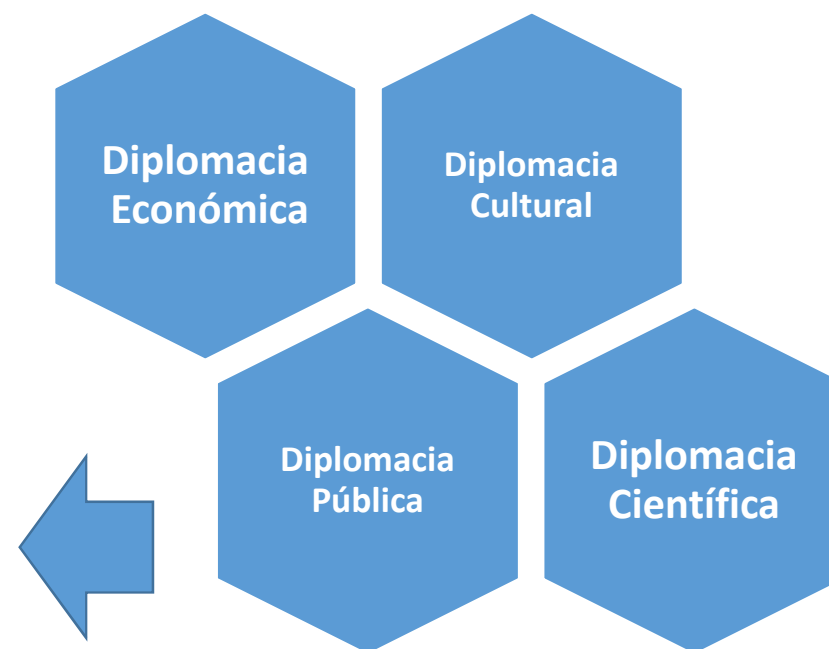 Diplomacia
Económica
Diplomacia
Cultural
Diplomacia
Pública
Diplomacia
Científica